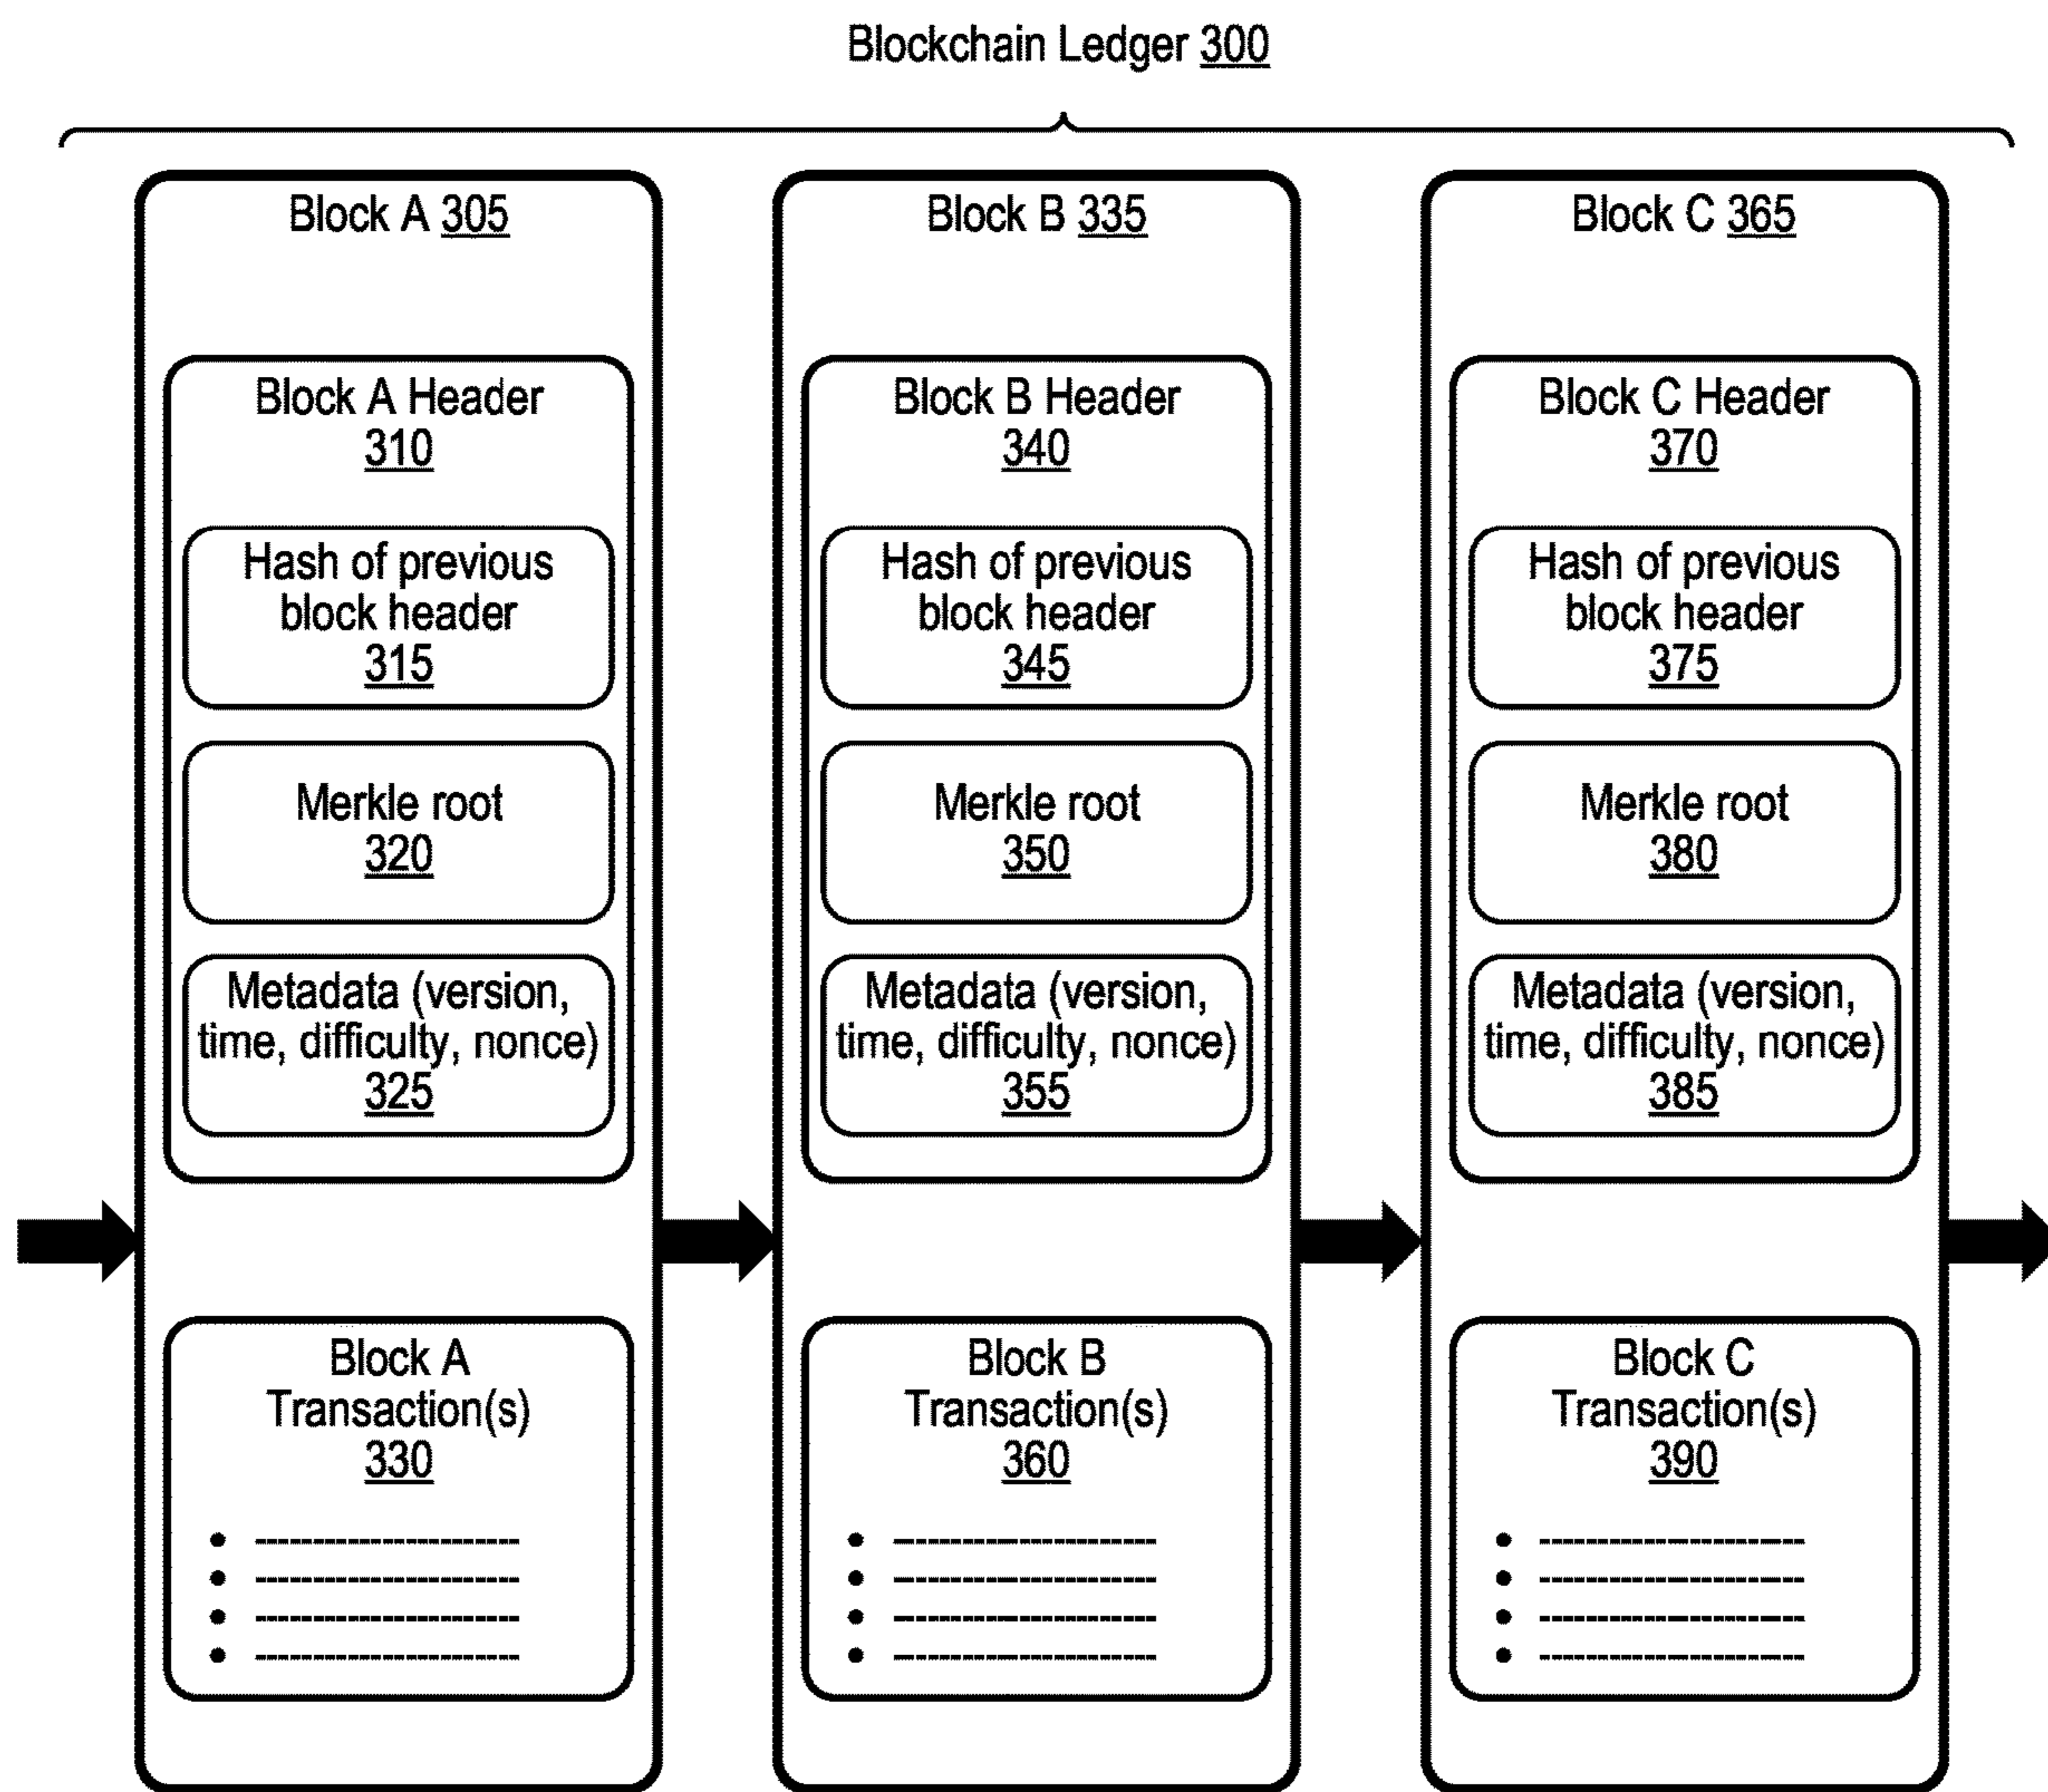 Blockchain Ledger 300
Block A 305
Block A Header
310
Hash of previous
block header
315
Merkle root
320
Metadata (version,
time, difficulty, nonce)
325
Block A
Transaction(s)
330
Block B 335
Block B Header
340
Hash of previous
block header
345
Merkle root
350
Metadata (version,
time, difficulty, nonce)
355
Block B
Transaction(s)
360
Block C 365
Block C Header
370
Hash of previous
block header
375
Merkle root
380
Metadata (version,
time, difficulty, nonce)
385
Block C
Transaction(s)
390